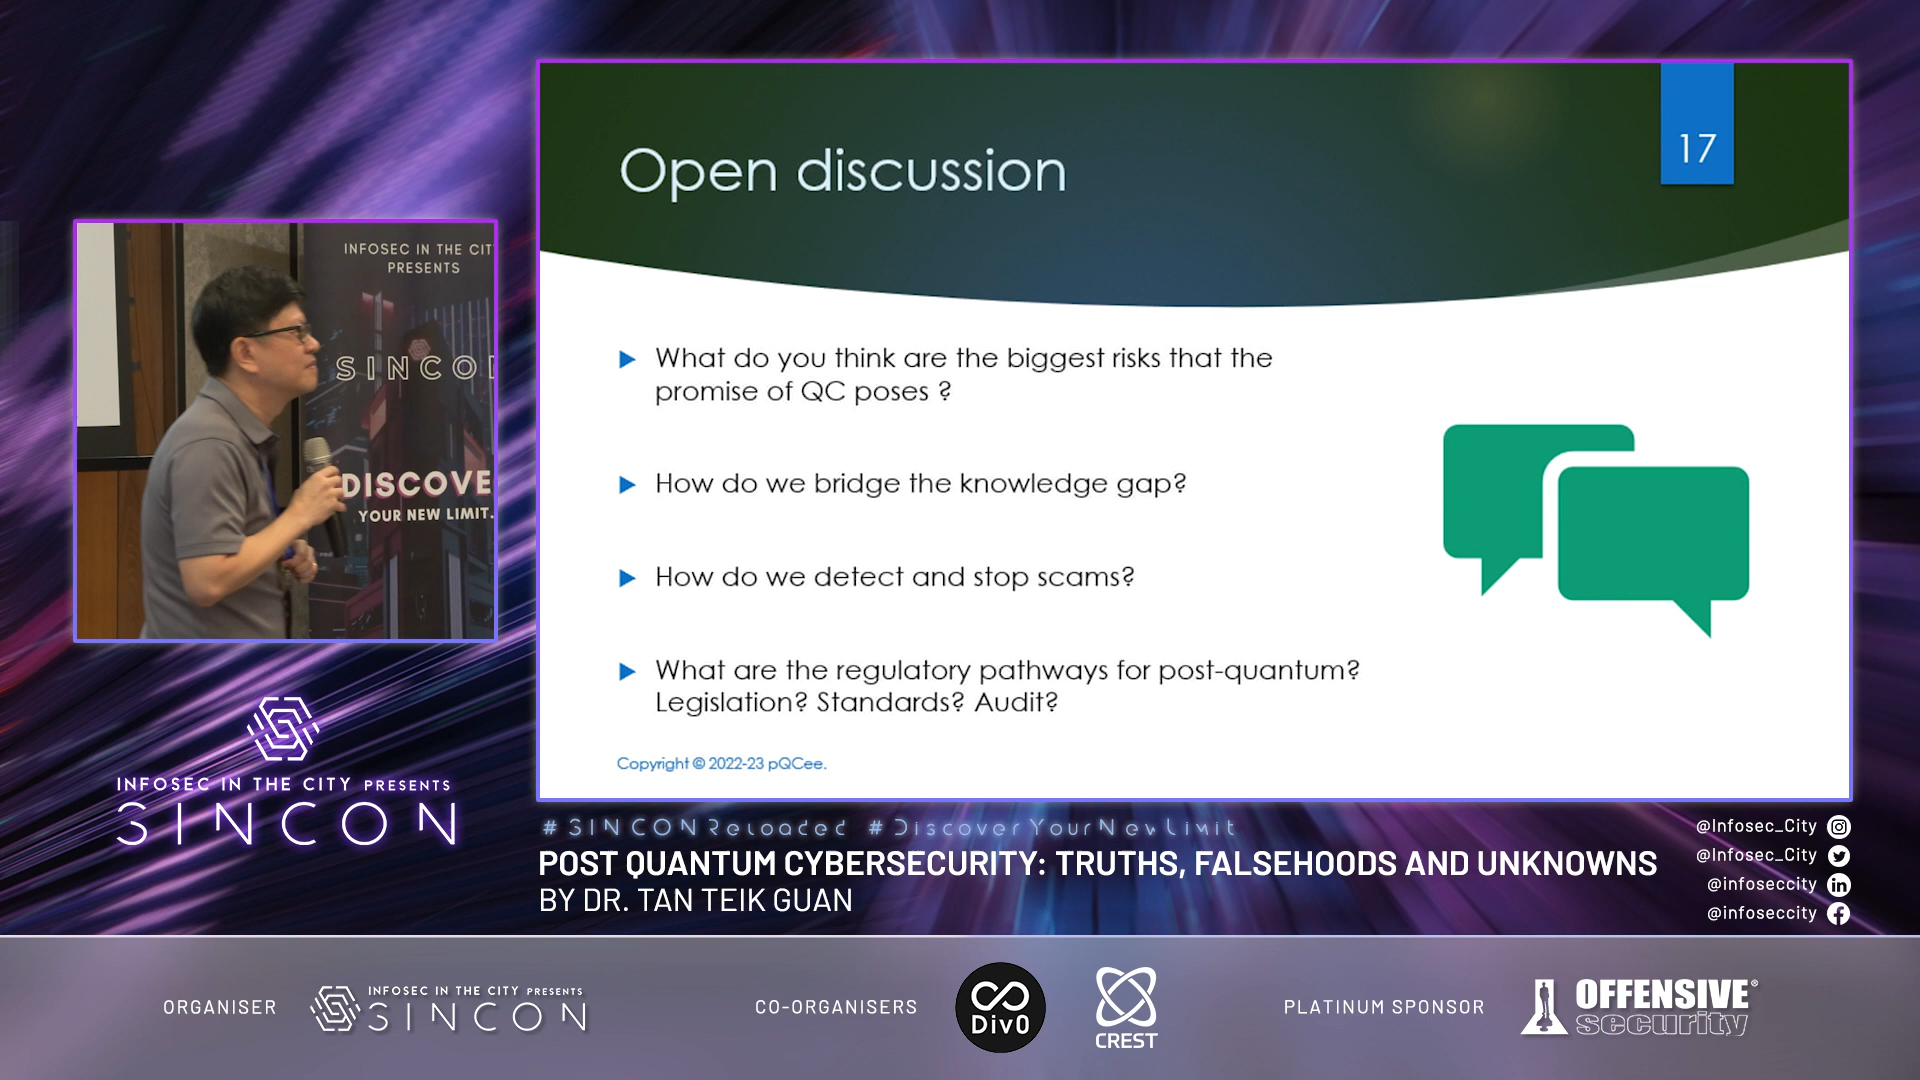 17
Open discussion
What do you think are the biggest risks that the
promise of QC poses ?
How do we bridge the knowledge gap?
How do we detect and stop scams?
What are the regulatory pathways for post-quantum?
Legislation? Standards? Audit?
Copyright © 2022-23 pQCee.
INFOSEC IN THE CIT
PRESENTS
SINCO
DISCOVE
YOUR NEW LIMIT.
INFOSEC IN THE CITY PRESENTS
SINCON
#SINCONReloaded #DiscoverYourNewLimit
POST QUANTUM CYBERSECURITY: TRUTHS, FALSEHOODS AND UNKNOWNS
BY DR. TAN TEIK GUAN
@Infosec_City
@Infosec_City
@infoseccity
@infoseccity
ORGANISER
INFOSEC IN THE CITY PRESENTS
SINCON
CO-ORGANISERS
Div0
CREST
PLATINUM SPONSOR
OFFENSIVE®
security